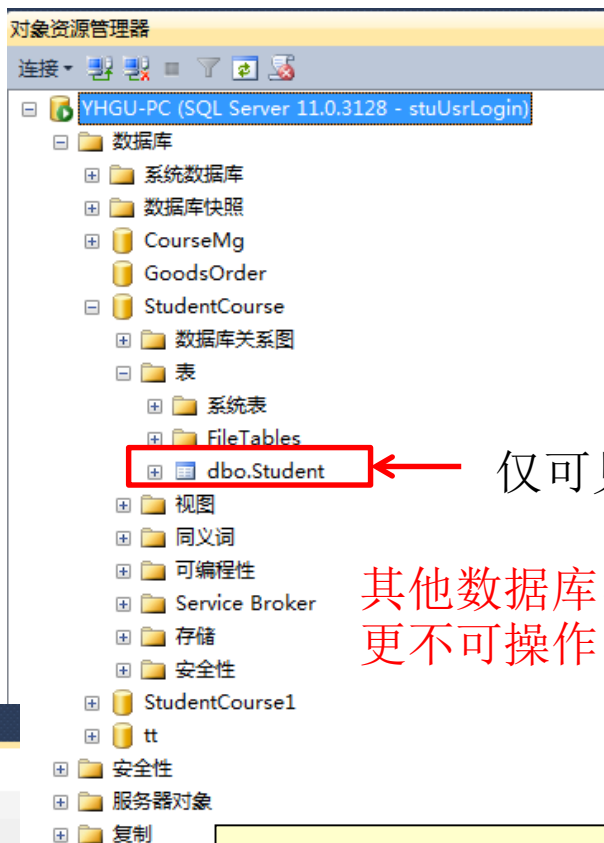 对象资源管理器
连接
YHGU-PC (SQL Server 11.0.3128 - stuUsrLogin)
数据库
系统数据库
数据库快照
CourseMg
GoodsOrder
StudentCourse
数据库关系图
表
系统表
FileTables
dbo.Student
仅可见
视图
同义词
可编程性
其他数据库
Service Broker
更不可操作
存储
安全性
StudentCourse1
tt
安全性
服务器对象
复制